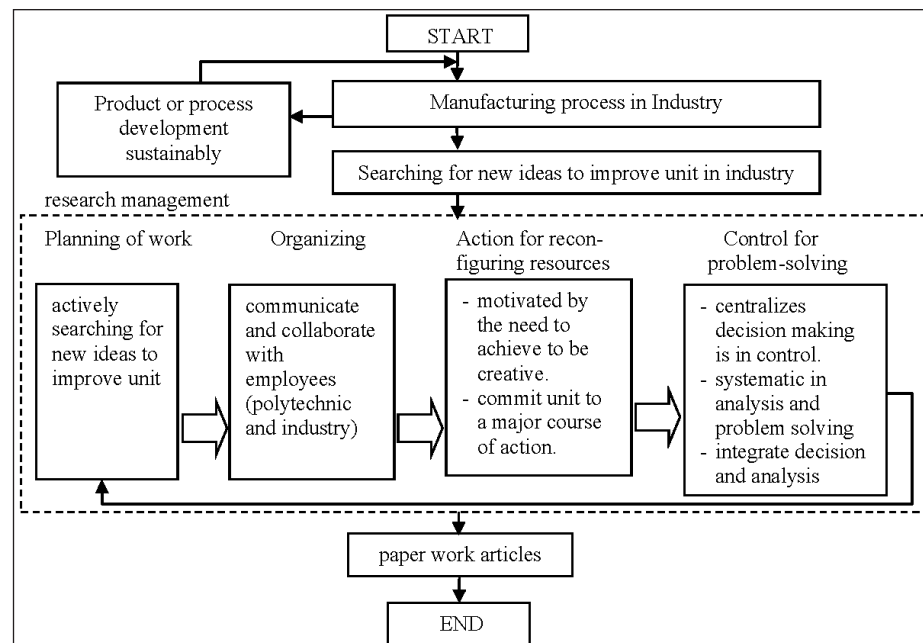 START
Product or process
development
sustainably
Manufacturing process in Industry
Searching for new ideas to improve unit in industry
research management
Planning of work
actively
searching for
new ideas to
improve unit
Organizing
communicate
and collaborate
with
employees
(polytechnic
and industry)
Action for recon-
figuring resources
- motivated by
the need to
achieve to be
creative.
- commit unit to
a major course
of action.
Control for
problem-solving
- centralizes
decision making
is in control.
- systematic in
analysis and
problem solving
- integrate decision
and analysis
paper work articles
END